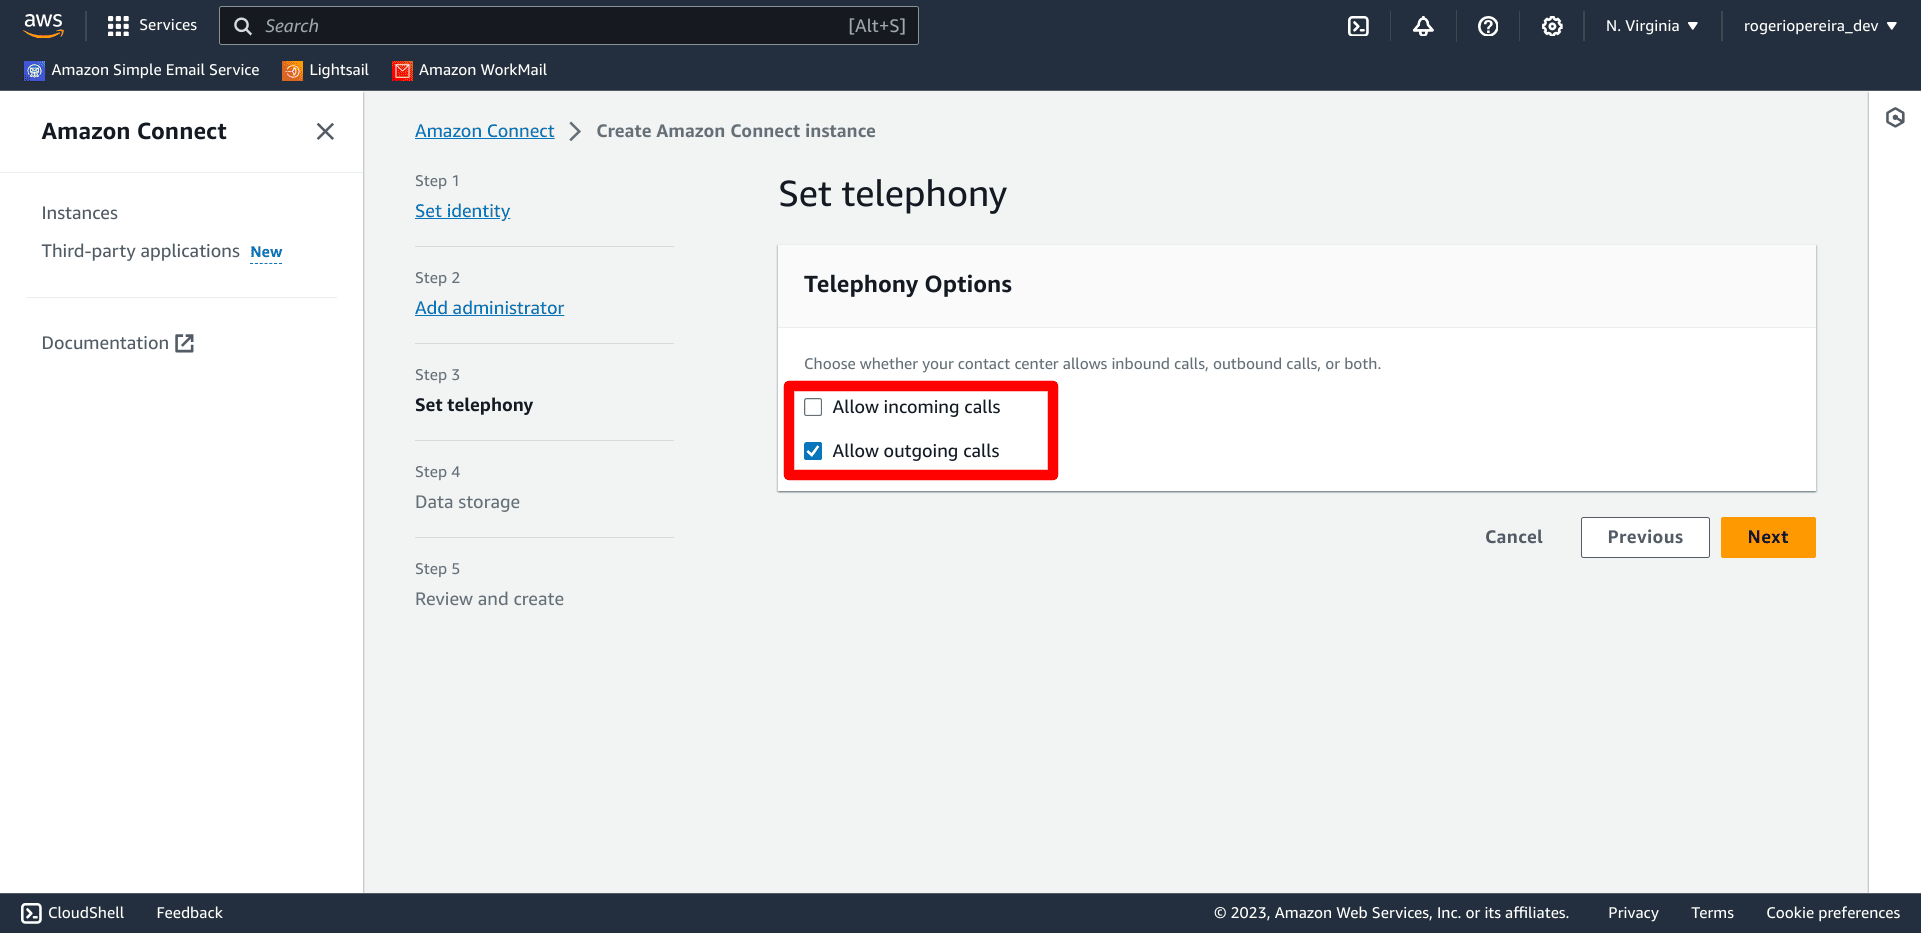 aws
Services
Search
[Alt+S]
N. Virginia
rogeriopereira_dev
Amazon Simple Email Service
Lightsail
Amazon WorkMail
Amazon Connect
Instances
Third-party applications New
Documentation
Amazon Connect
Create Amazon Connect instance
Step 1
Set identity
Step 2
Add administrator
Step 3
Set telephony
Step 4
Data storage
Step 5
Review and create
Set telephony
Telephony Options
Choose whether your contact center allows inbound calls, outbound calls, or both.
Allow incoming calls
Allow outgoing calls
Cancel
Previous
Next
CloudShell
Feedback
© 2023, Amazon Web Services, Inc. or its affiliates.
Privacy
Terms
Cookie preferences